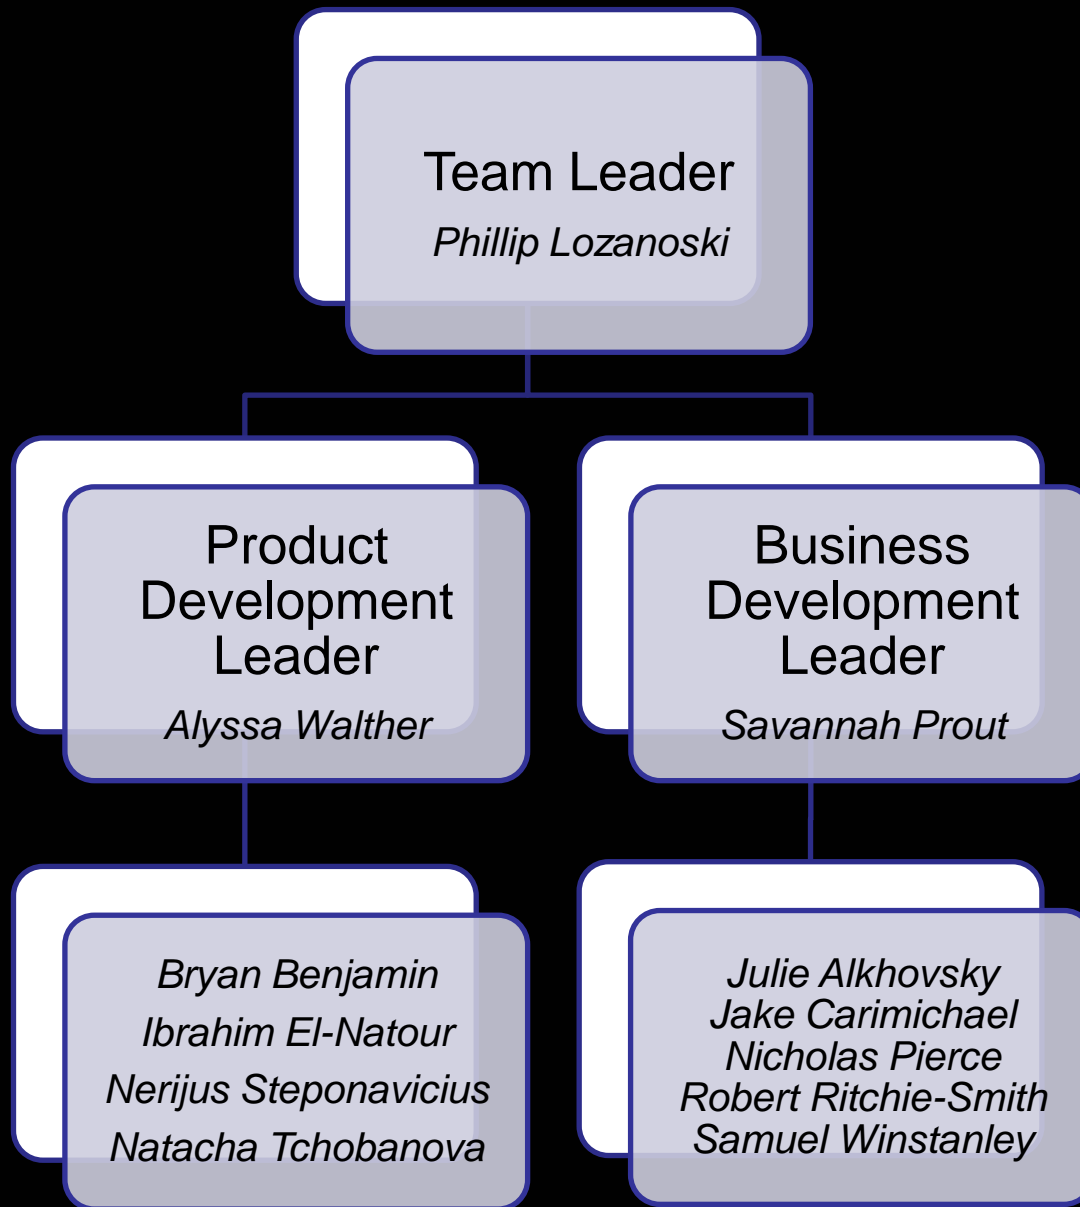 Team Leader
Phillip Lozanoski
Product
Development
Leader
Alyssa Walther
Business
Development
Leader
Savannah Prout
Bryan Benjamin
Ibrahim El-Natour
Nerijus Steponavicius
Natacha Tchobanova
Julie Alkhovsky
Jake Carimichael
Nicholas Pierce
Robert Ritchie-Smith
Samuel Winstanley